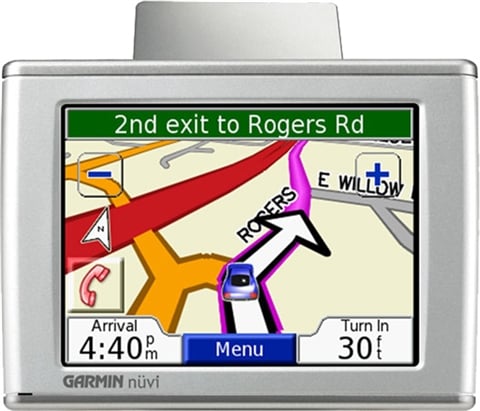 2nd exit to Rogers Rd
E WILLOW
ROGERS
N
Arrival
4:40 pm
Menu
Turn In
30 ft
GARMIN nüvi